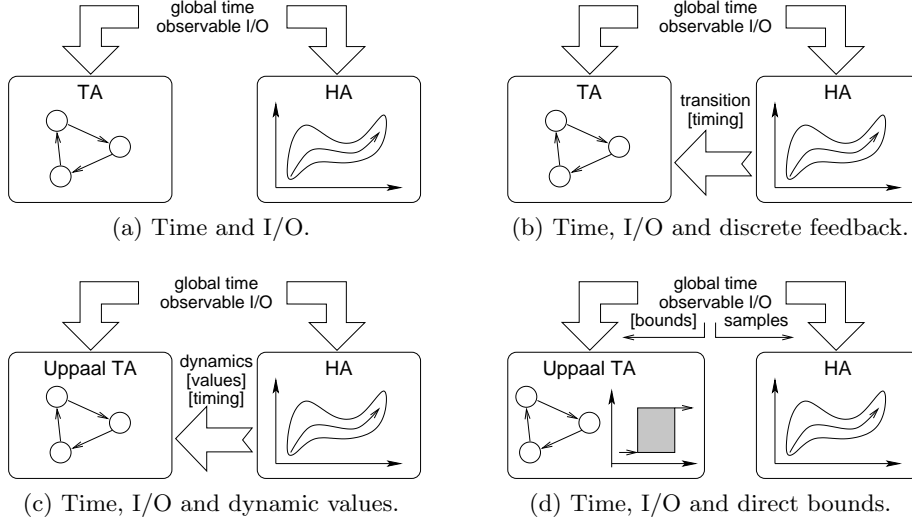 global time
observable I/O
TA
HA
(a) Time and I/O.
global time
observable I/O
TA
transition
[timing]
HA
(b) Time, I/O and discrete feedback.
global time
observable I/O
Uppaal TA
dynamics
[values]
[timing]
HA
(c) Time, I/O and dynamic values.
global time
observable I/O
[bounds] samples
Uppaal TA
HA
(d) Time, I/O and direct bounds.